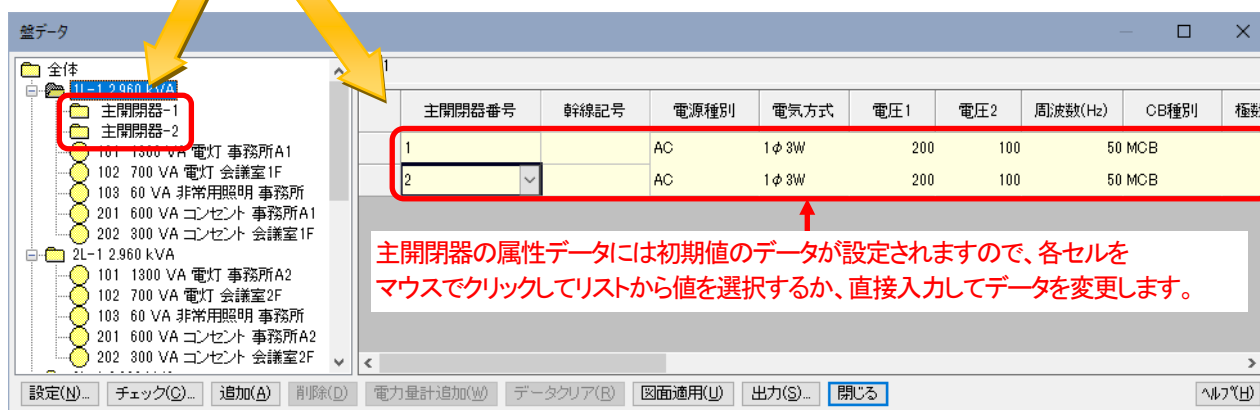 盤データ
全体
1L-1 2.960 kVA
主開閉器-1
主開閉器-2
101 1300 VA 電灯 事務所A1
102 700 VA 電灯 会議室1F
103 60 VA 非常用照明 事務所
201 600 VA コンセント 事務所A1
202 300 VA コンセント 会議室1F
2L-1 2.960 kVA
101 1300 VA 電灯 事務所A2
102 700 VA 電灯 会議室2F
103 60 VA 非常用照明 事務所
201 600 VA コンセント 事務所A2
202 300 VA コンセント 会議室2F
主開閉器番号 幹線記号 電源種別 電気方式 電圧1 電圧2 周波数(Hz) CB種別 極数
1 AC 1φ3W 200 100 50 MCB
2 AC 1φ3W 200 100 50 MCB
主開閉器の属性データには初期値のデータが設定されますので、各セルを
マウスでクリックしてリストから値を選択するか、直接入力してデータを変更します。
設定(N)... チェック(C)... 追加(A) 削除(D) 電力量計追加(W) データクリア(R) 図面適用(U) 出力(S)... 閉じる ヘルプ(H)